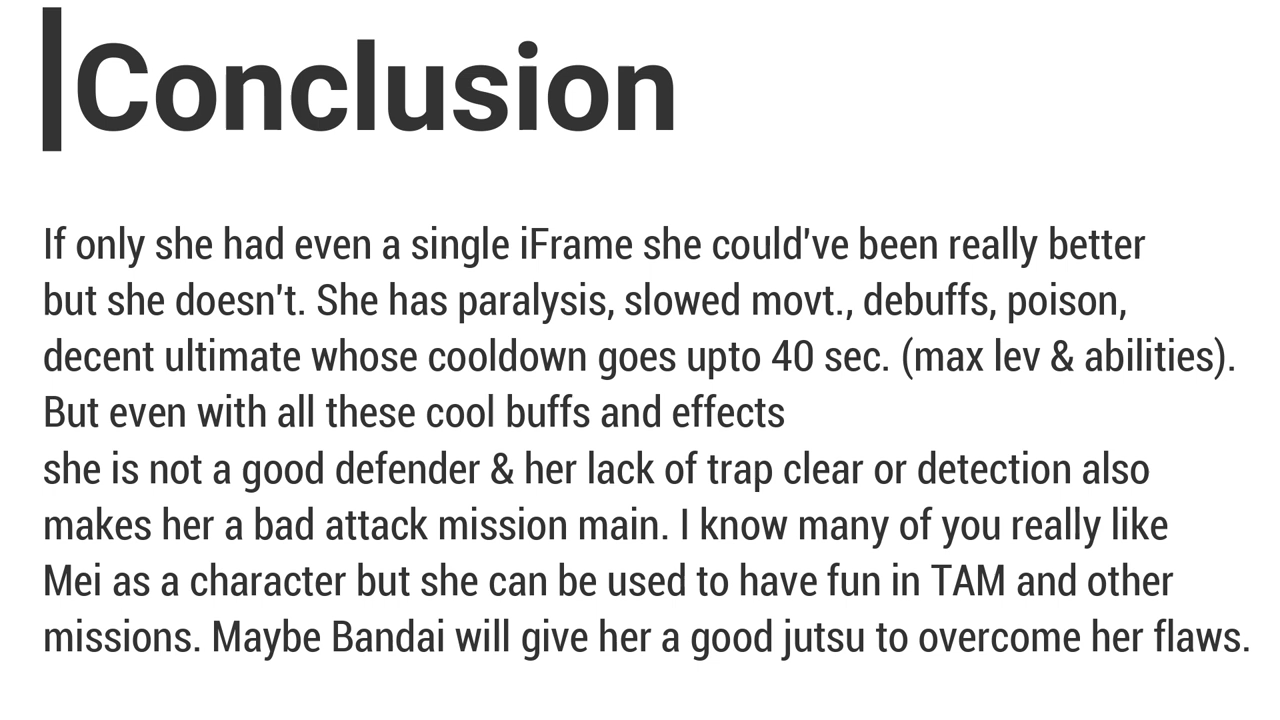 Conclusion
If only she had even a single iFrame she could've been really better
but she doesn't. She has paralysis, slowed movt., debuffs, poison,
decent ultimate whose cooldown goes upto 40 sec. (max lev & abilities).
But even with all these cool buffs and effects
she is not a good defender & her lack of trap clear or detection also
makes her a bad attack mission main. I know many of you really like
Mei as a character but she can be used to have fun in TAM and other
missions. Maybe Bandai will give her a good jutsu to overcome her flaws.